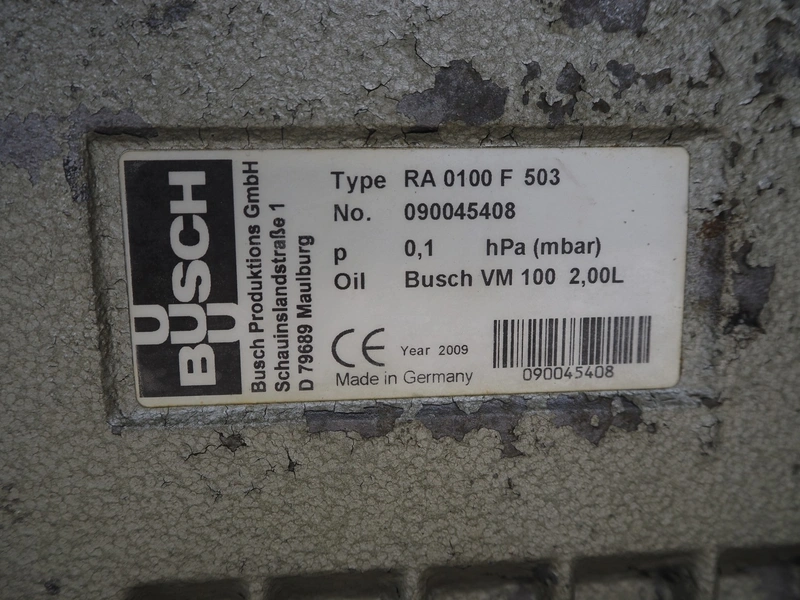 BUSCH
Busch Produktions GmbH
Schauinslandstraße 1
D 79689 Maulburg
Type RA 0100 F 503
No. 090045408
p 0,1 hPa (mbar)
Oil Busch VM 100 2,00L
CE Year 2009
Made in Germany
090045408